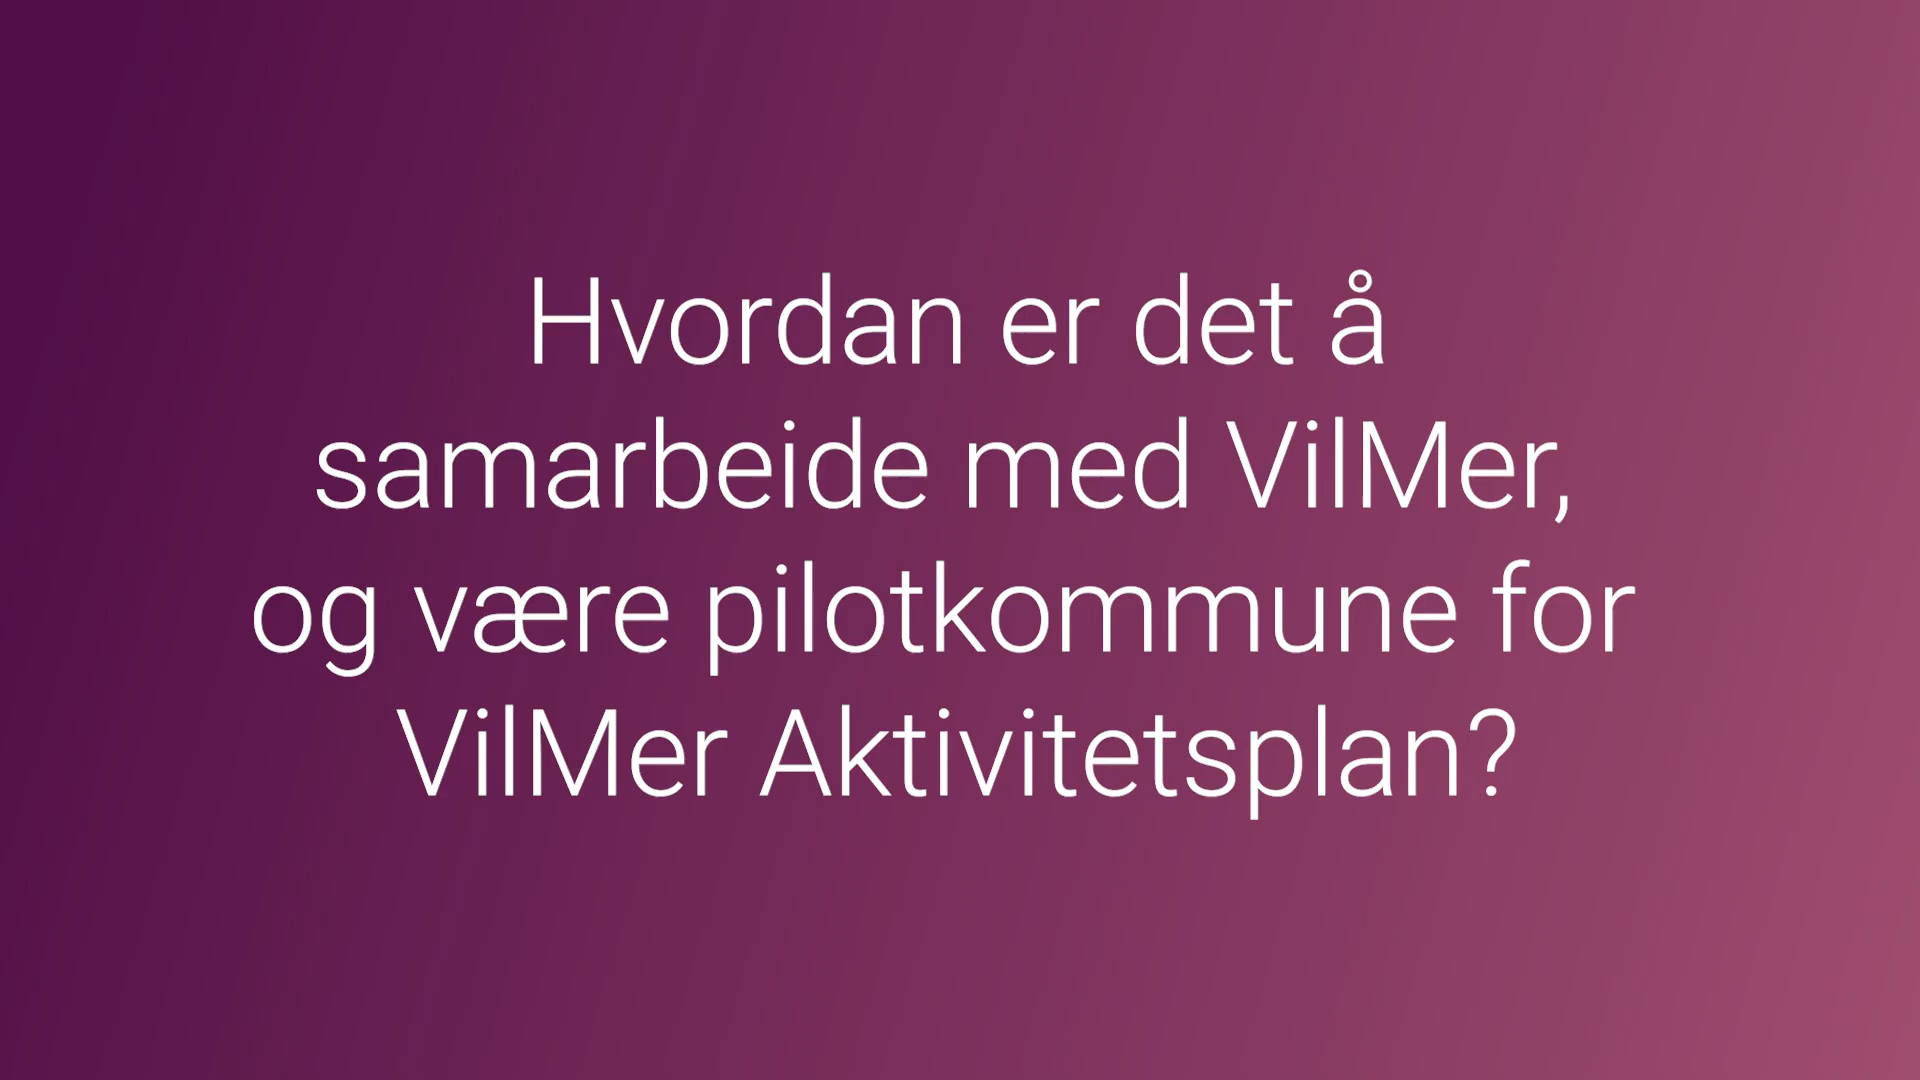 Hvordan er det å
samarbeide med VilMer,
og være pilotkommune for
VilMer Aktivitetsplan?